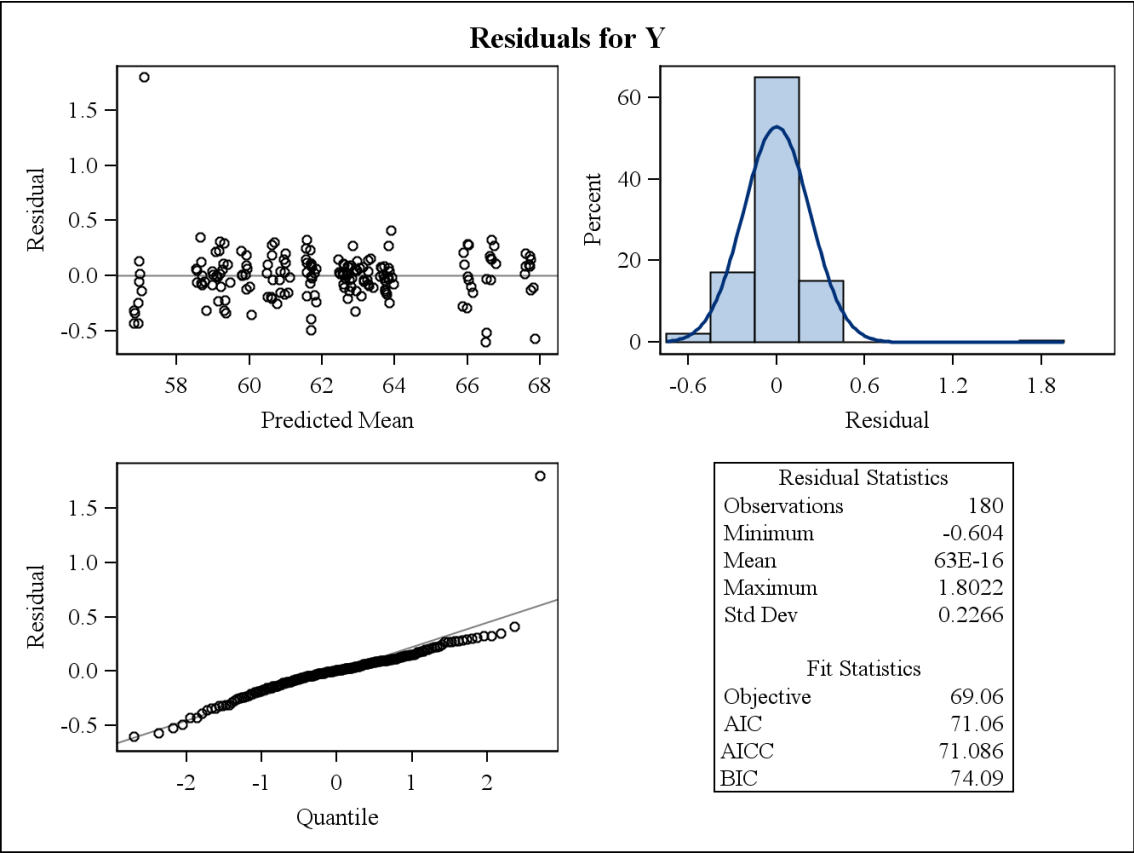 Residuals for Y
1.5
1.0
0.5
0.0
-0.5
Residual
58 60 62 64 66 68
Predicted Mean
60
40
20
0
Percent
-0.6 0 0.6 1.2 1.8
Residual
1.5
1.0
0.5
0.0
-0.5
Residual
-2 -1 0 1 2
Quantile
Residual Statistics
Observations 180
Minimum -0.604
Mean 63E-16
Maximum 1.8022
Std Dev 0.2266
Fit Statistics
Objective 69.06
AIC 71.06
AICC 71.086
BIC 74.09